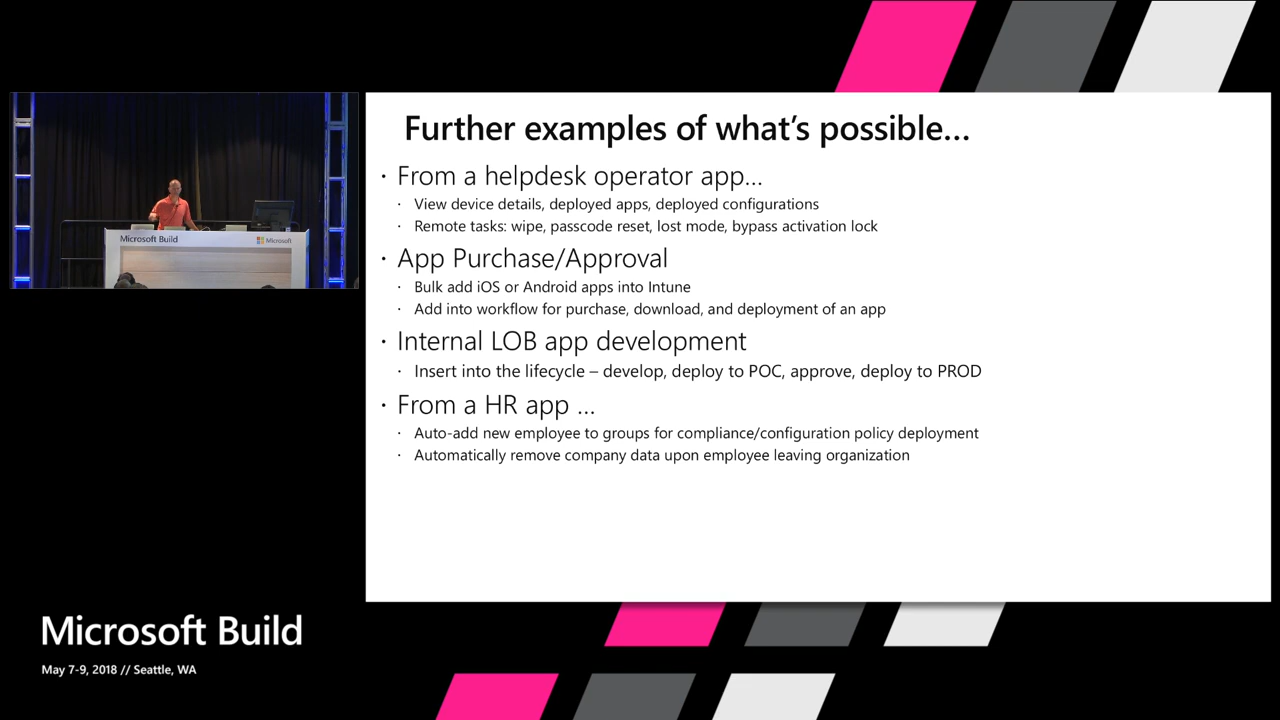 Further examples of what's possible...
· From a helpdesk operator app...
· View device details, deployed apps, deployed configurations
· Remote tasks: wipe, passcode reset, lost mode, bypass activation lock
· App Purchase/Approval
· Bulk add iOS or Android apps into Intune
· Add into workflow for purchase, download, and deployment of an app
· Internal LOB app development
· Insert into the lifecycle – develop, deploy to POC, approve, deploy to PROD
· From a HR app ...
· Auto-add new employee to groups for compliance/configuration policy deployment
· Automatically remove company data upon employee leaving organization
Microsoft Build
Microsoft
Microsoft Build
May 7-9, 2018 // Seattle, WA